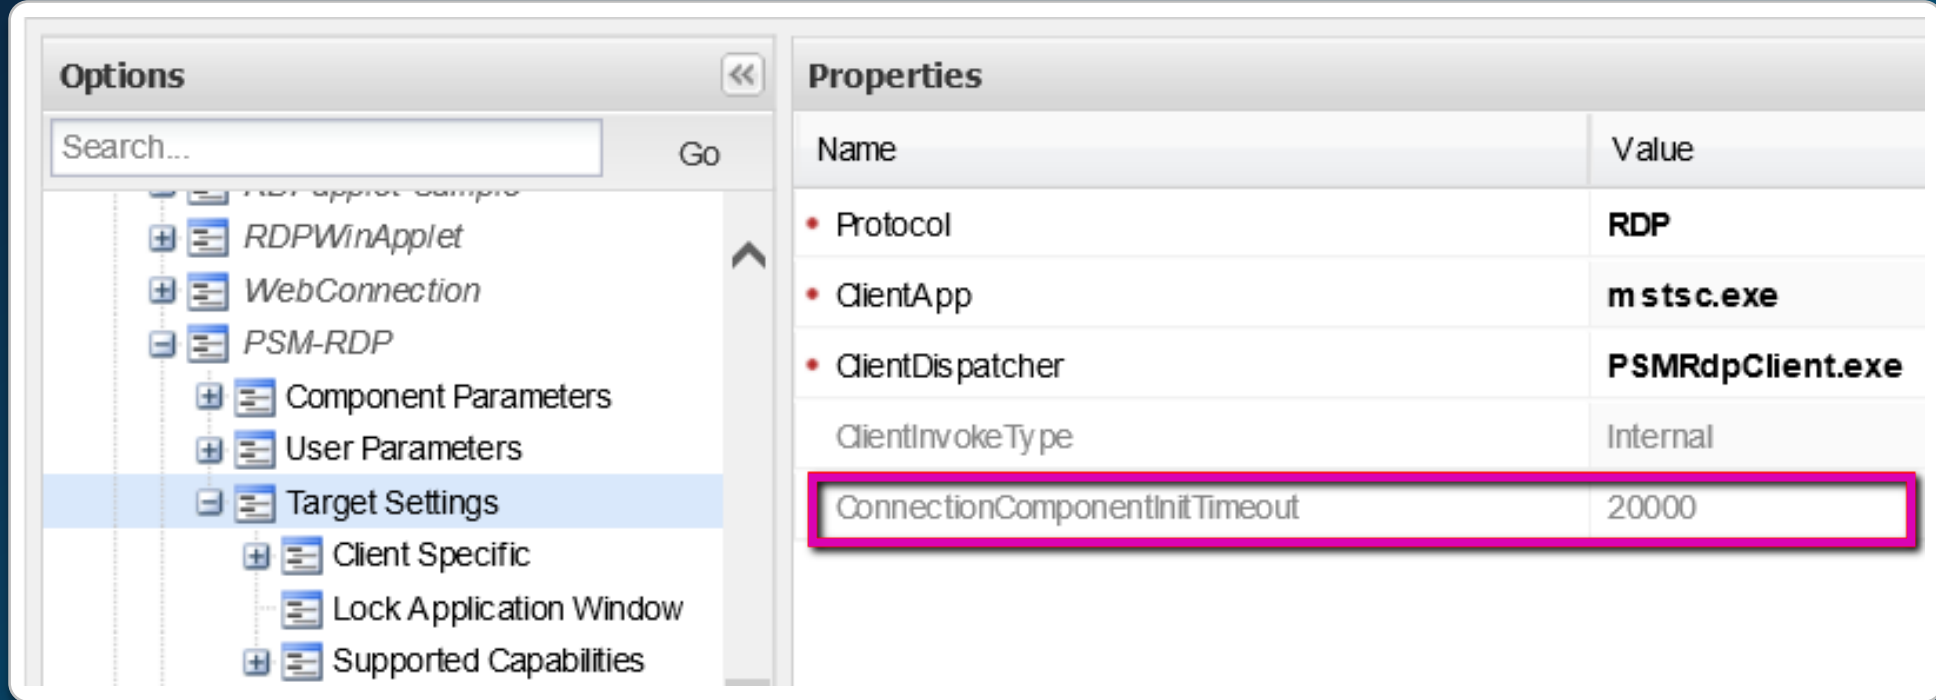 Options
Search...
Go
RDPWinApplet
WebConnection
PSM-RDP
Component Parameters
User Parameters
Target Settings
Client Specific
Lock Application Window
Supported Capabilities
Properties
Name Value
Protocol RDP
ClientApp mstsc.exe
ClientDispatcher PSMRdpClient.exe
ClientInvokeType Internal
ConnectionComponentInitTimeout 20000